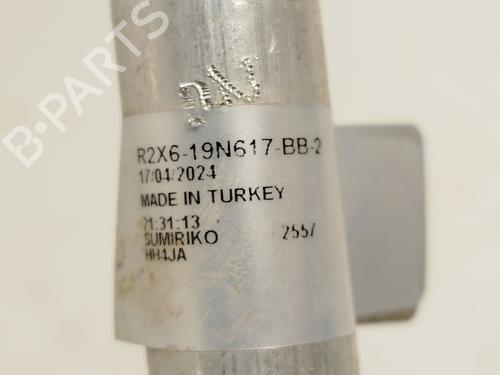 B-PARTS
R2X6-19N617-BB-2
17/04/2024
MADE IN TURKEY
21:31:13
SUMIRIKO 2557
HH4JA